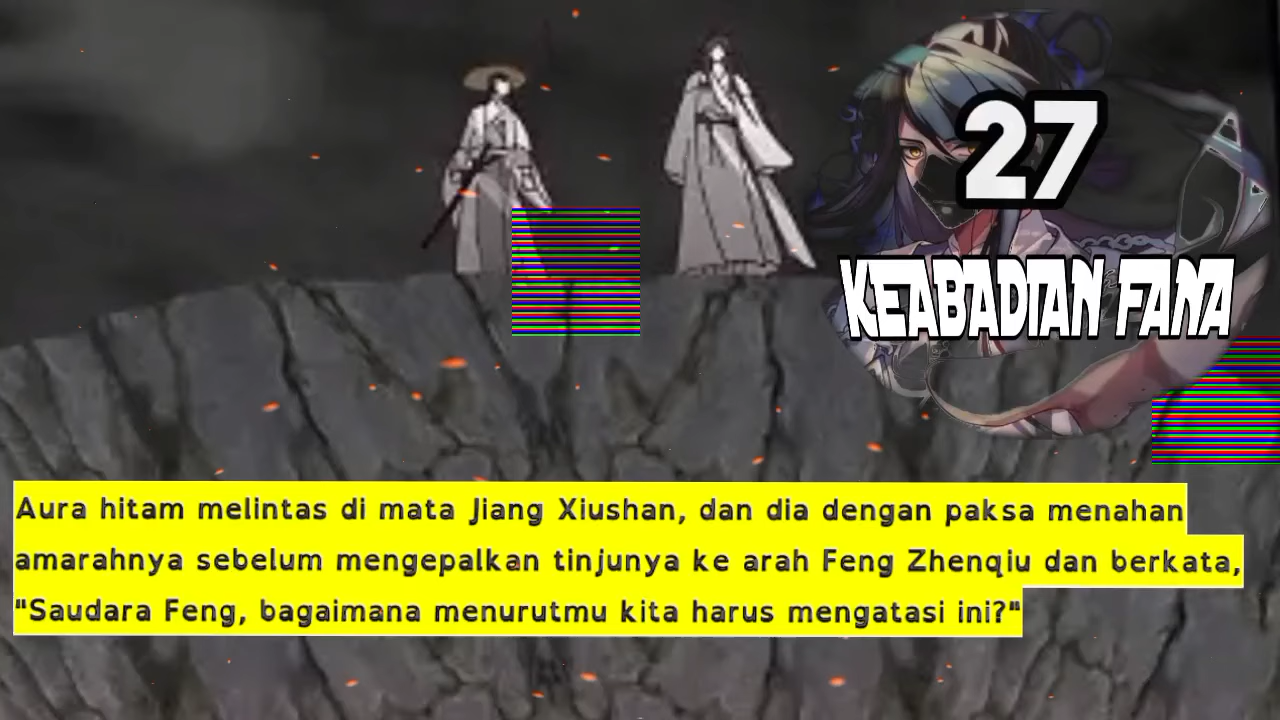 27
KEABADIAN FANA
Aura hitam melintas di mata Jiang Xiushan, dan dia dengan paksa menahan
amarahnya sebelum mengepalkan tinjunya ke arah Feng Zhenqiu dan berkata,
"Saudara Feng, bagaimana menurutmu kita harus mengatasi ini?"